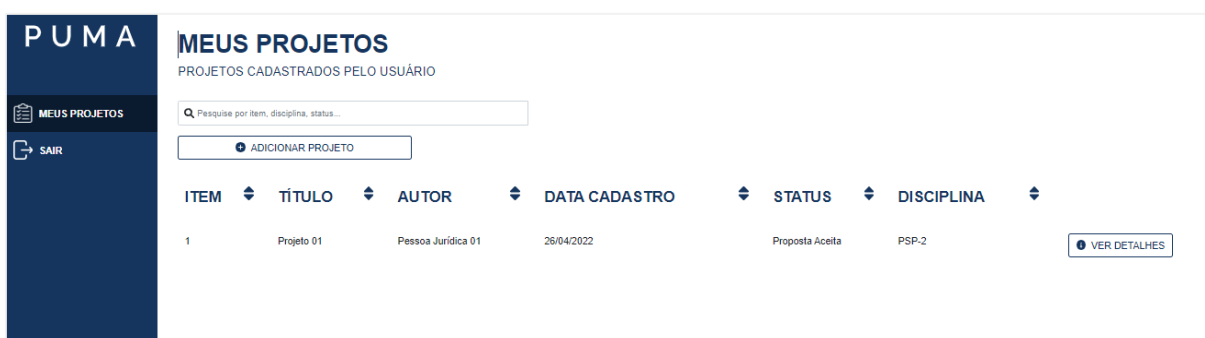 PUMA
MEUS PROJETOS
SAIR
MEUS PROJETOS
PROJETOS CADASTRADOS PELO USUÁRIO
Pesquise por item, disciplina, status...
ADICIONAR PROJETO
ITEM TÍTULO AUTOR DATA CADASTRO STATUS DISCIPLINA
1 Projeto 01 Pessoa Jurídica 01 26/04/2022 Proposta Aceita PSP-2 VER DETALHES